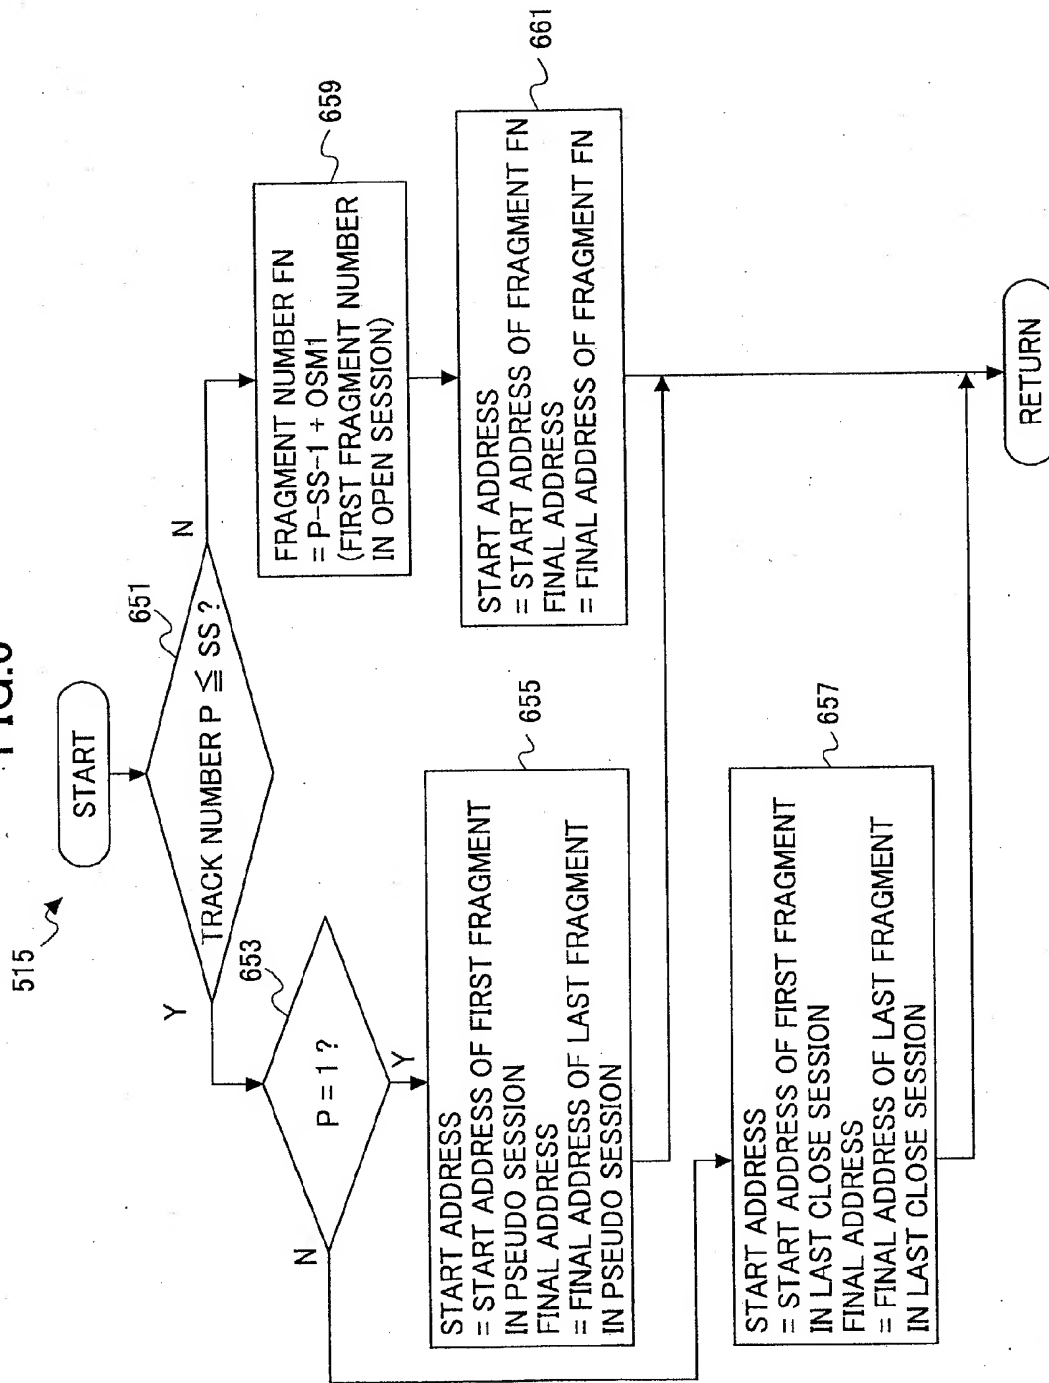 515
START
TRACK NUMBER P ≦ SS ?
651
Y
N
P = 1 ?
653
N
Y
START ADDRESS
= START ADDRESS OF FIRST FRAGMENT
IN PSEUDO SESSION
FINAL ADDRESS
= FINAL ADDRESS OF LAST FRAGMENT
IN PSEUDO SESSION
655
START ADDRESS
= START ADDRESS OF FIRST FRAGMENT
IN LAST CLOSE SESSION
FINAL ADDRESS
= FINAL ADDRESS OF LAST FRAGMENT
IN LAST CLOSE SESSION
657
FRAGMENT NUMBER FN
= P-SS-1 + OSM1
(FIRST FRAGMENT NUMBER
IN OPEN SESSION)
659
START ADDRESS
= START ADDRESS OF FRAGMENT FN
FINAL ADDRESS
= FINAL ADDRESS OF FRAGMENT FN
661
RETURN